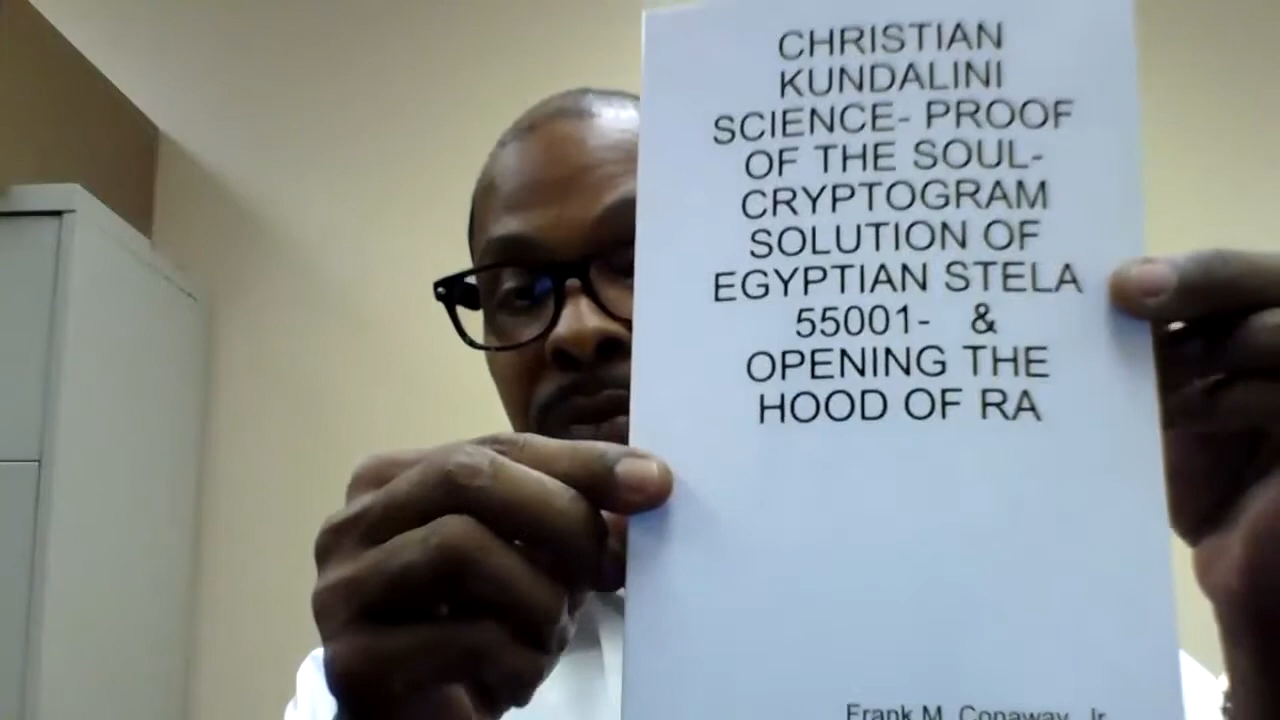 CHRISTIAN
KUNDALINI
SCIENCE- PROOF
OF THE SOUL-
CRYPTOGRAM
SOLUTION OF
EGYPTIAN STELA
55001- &
OPENING THE
HOOD OF RA
Frank M. Conaway, Jr.